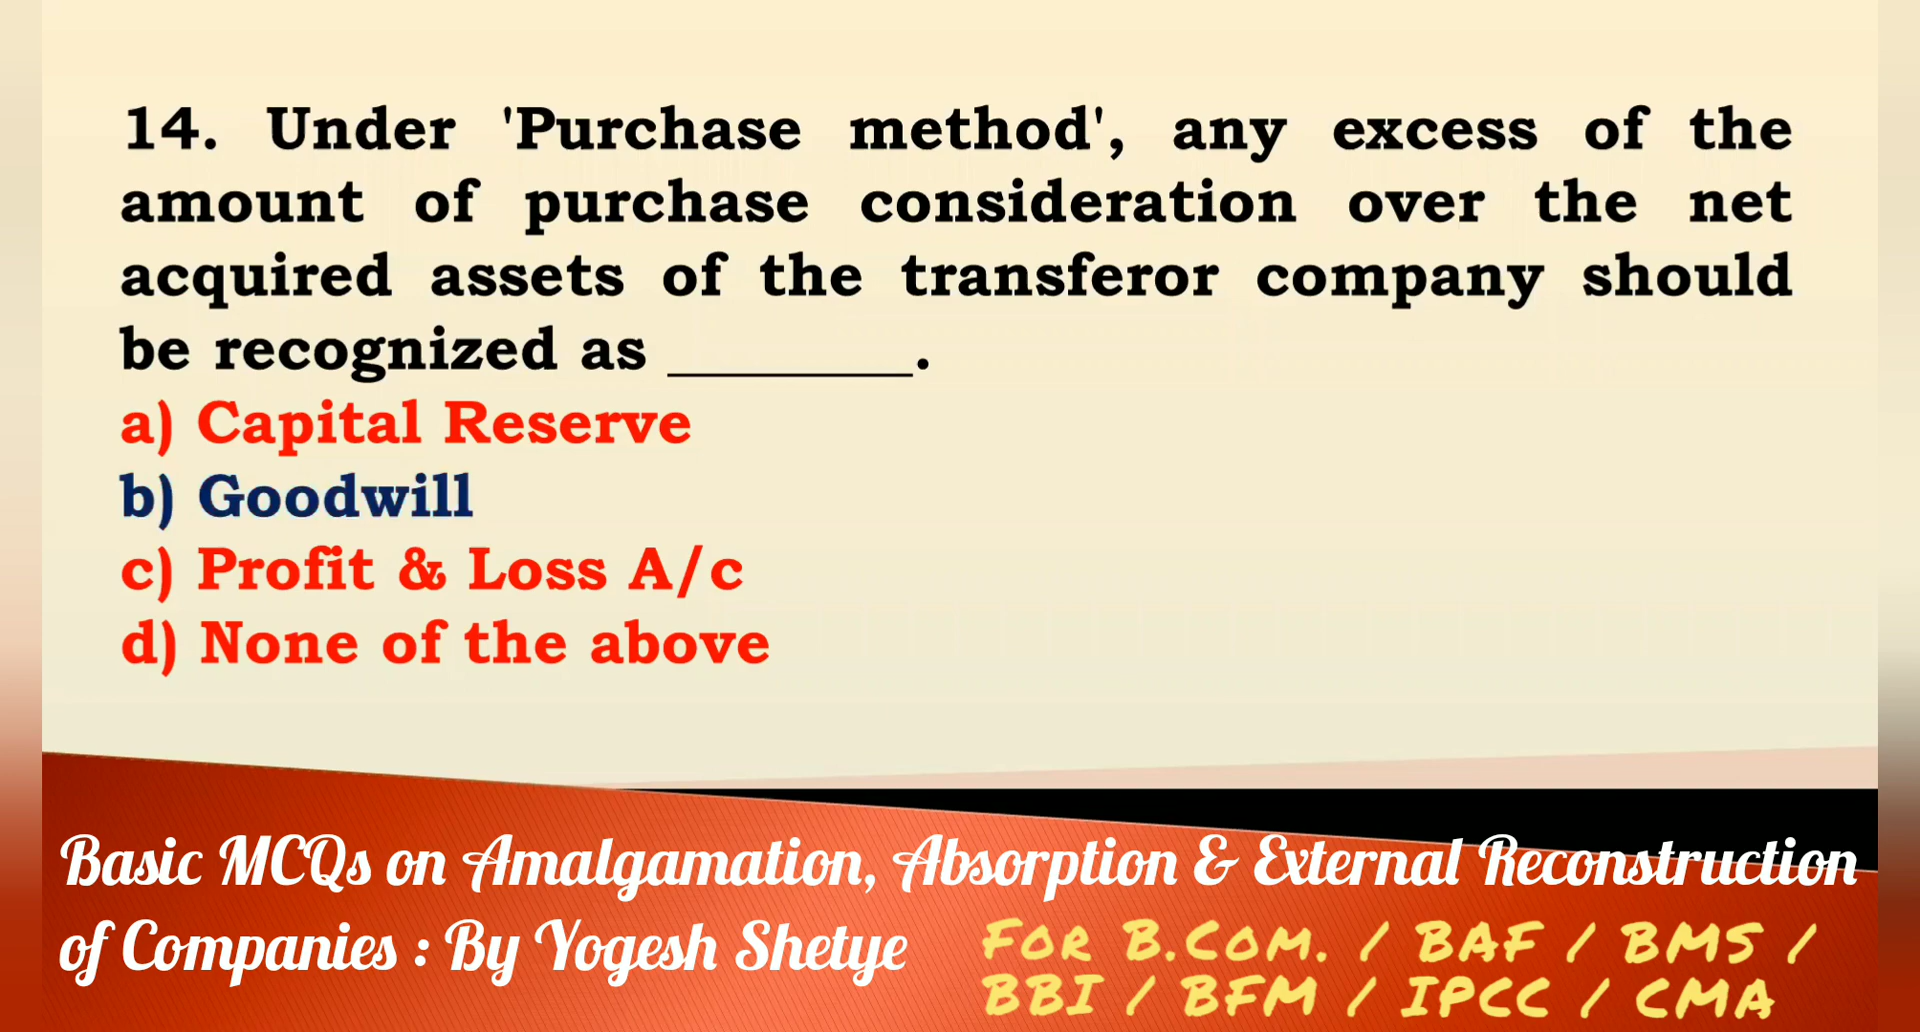 14. Under 'Purchase method', any excess of the
amount of purchase consideration over the net
acquired assets of the transferor company should
be recognized as ________.
a) Capital Reserve
b) Goodwill
c) Profit & Loss A/c
d) None of the above
Basic MCQs on Amalgamation, Absorption & External Reconstruction
of Companies : By Yogesh Shetye
FOR B.COM. / BAF / BMS /
BBI / BFM / IPCC / CMA